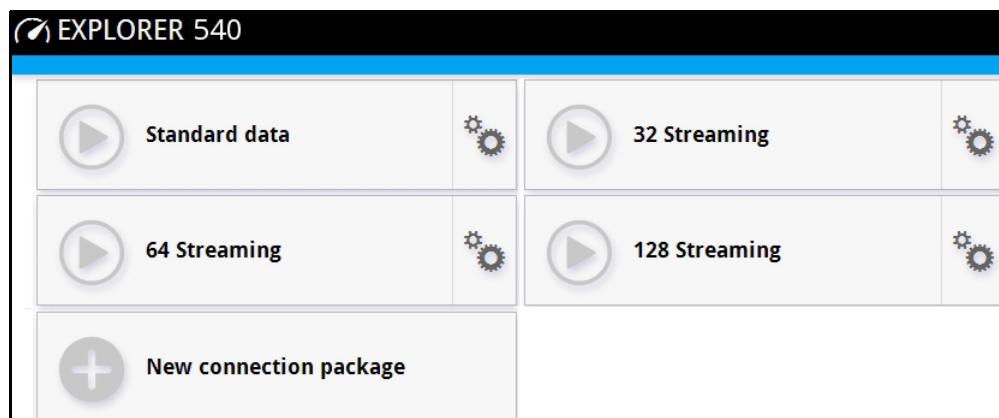 EXPLORER 540
Standard data
32 Streaming
64 Streaming
128 Streaming
New connection package